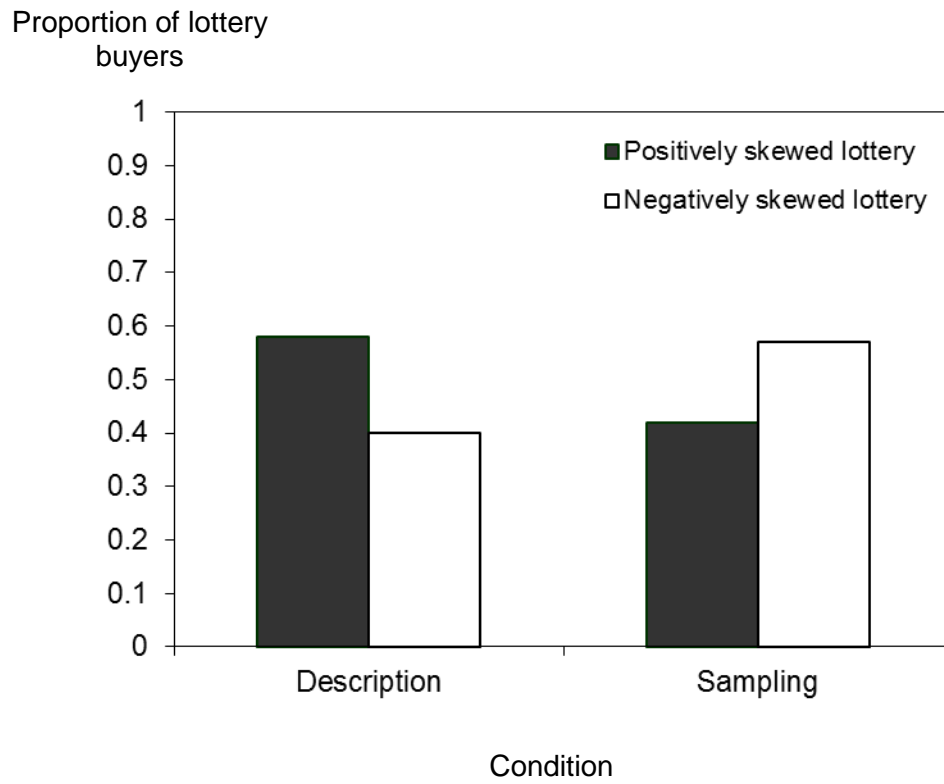 Proportion of lottery
buyers
1
0.9
0.8
0.7
0.6
0.5
0.4
0.3
0.2
0.1
0
Positively skewed lottery
Negatively skewed lottery
Description
Sampling
Condition